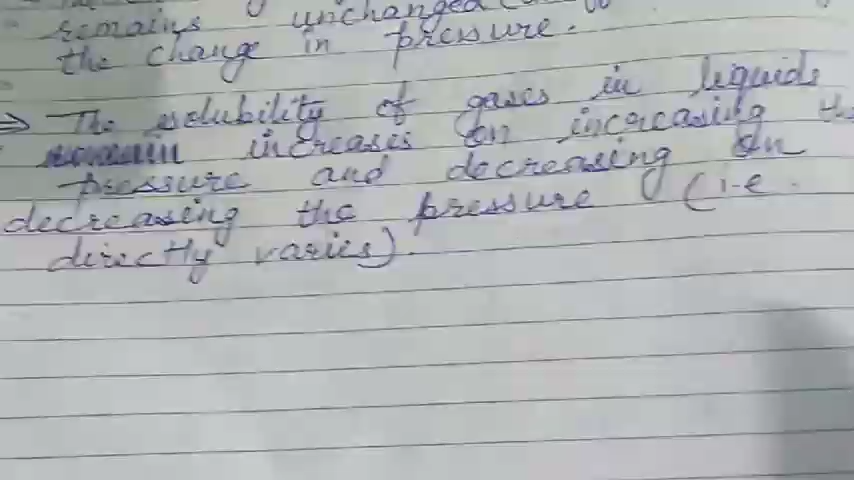 remains unchanged
the change in pressure.
⇒ The solubility of gases in liquids
increases on increasing the
pressure and decreasing on
decreasing the pressure (i.e.
directly varies).